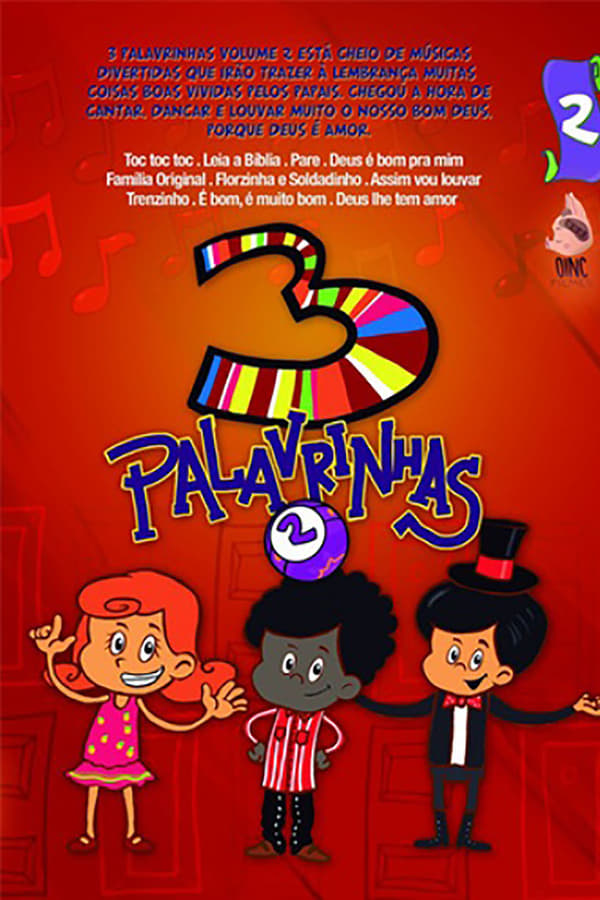 3 PALAVRINHAS VOLUME 2 ESTÁ CHEIO DE MÚSICAS
DIVERTIDAS QUE IRÃO TRAZER À LEMBRANÇA MUITAS
COISAS BOAS VIVIDAS PELOS PAPAIS. CHEGOU A HORA DE
CANTAR, DANCAR E LOUVAR MUITO O NOSSO BOM DEUS,
PORQUE DEUS É AMOR.
Toc toc toc . Leia a Bíblia . Pare . Deus é bom pra mim
Família Original . Florzinha e Soldadinho . Assim vou louvar
Trenzinho . É bom, é muito bom . Deus lhe tem amor
2
OINC
FILMES
3
PALAVRINHAS
2